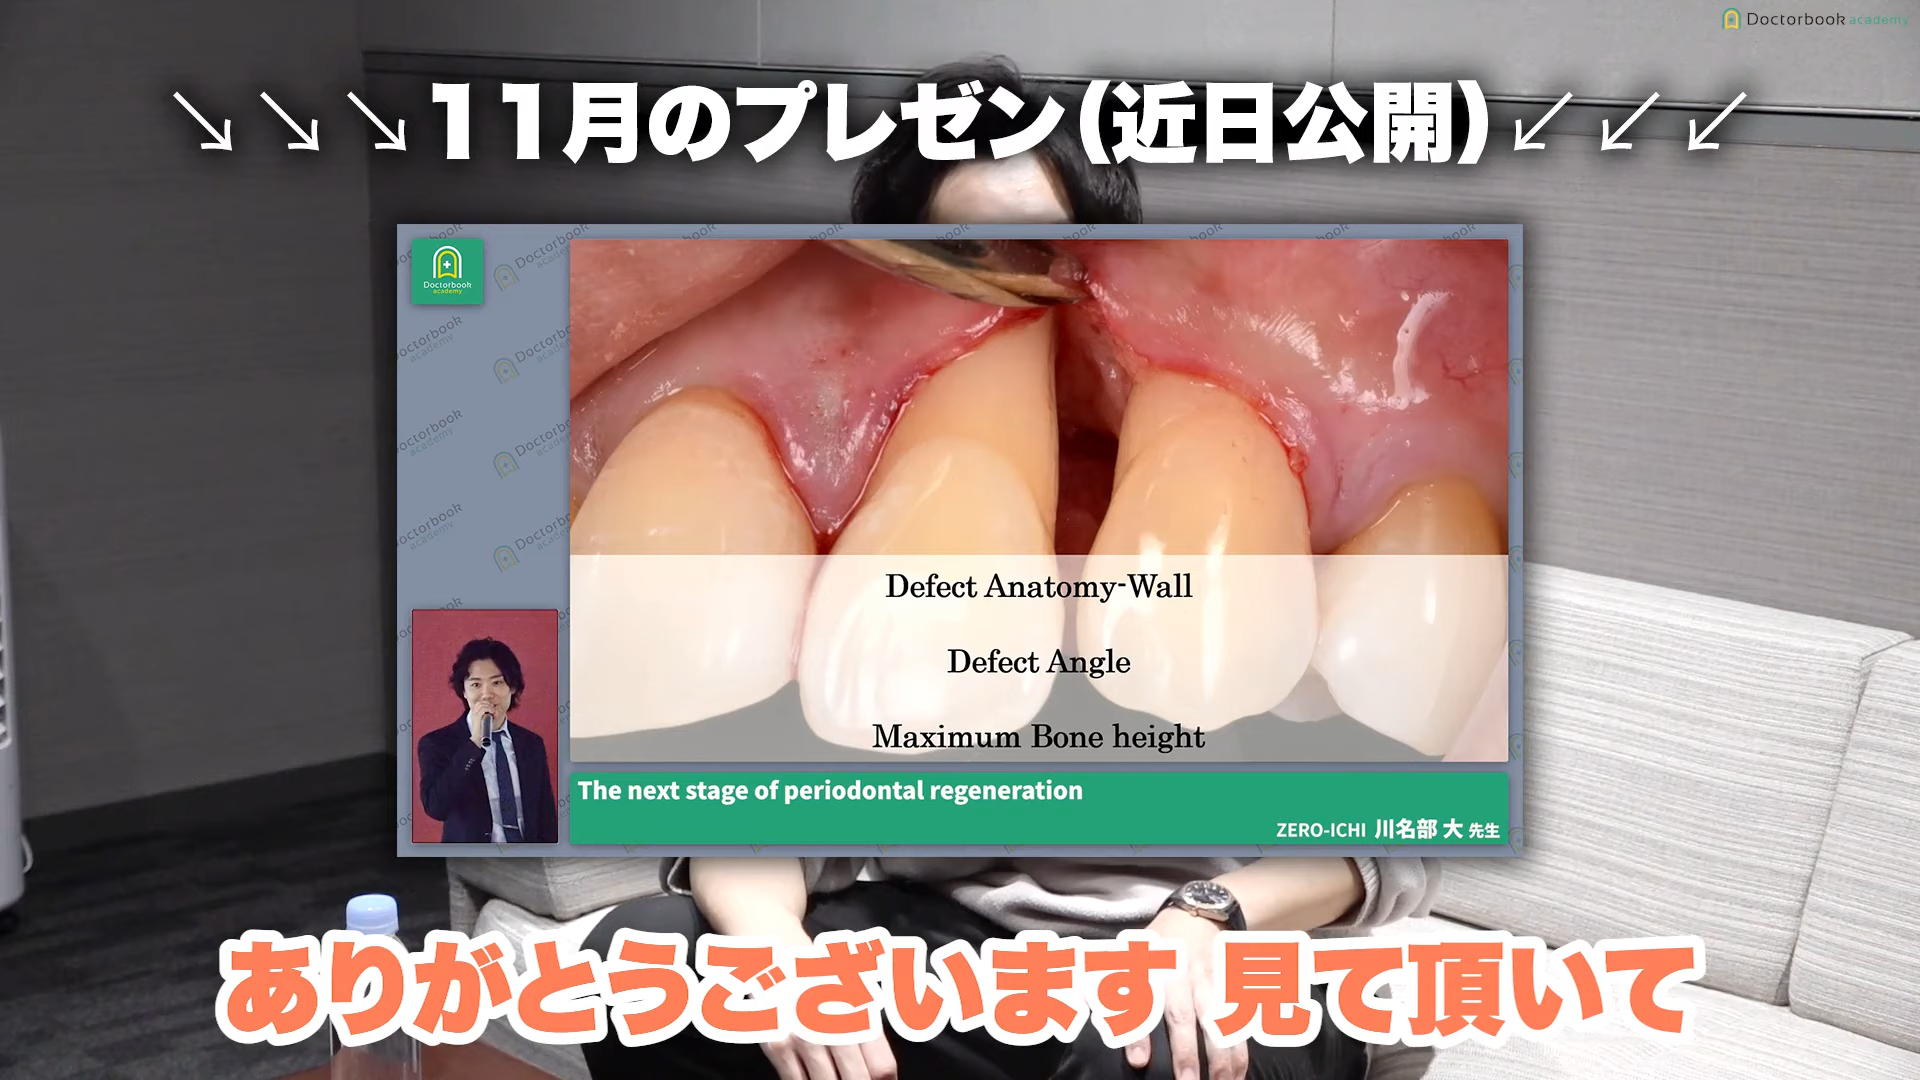 Doctorbook academy
↘ ↘ ↘11月のプレゼン(近日公開)↙ ↙ ↙
Doctorbook
academy
Defect Anatomy-Wall
Defect Angle
Maximum Bone height
The next stage of periodontal regeneration
ZERO-ICHI 川名部 大 先生
ありがとうございます 見て頂いて